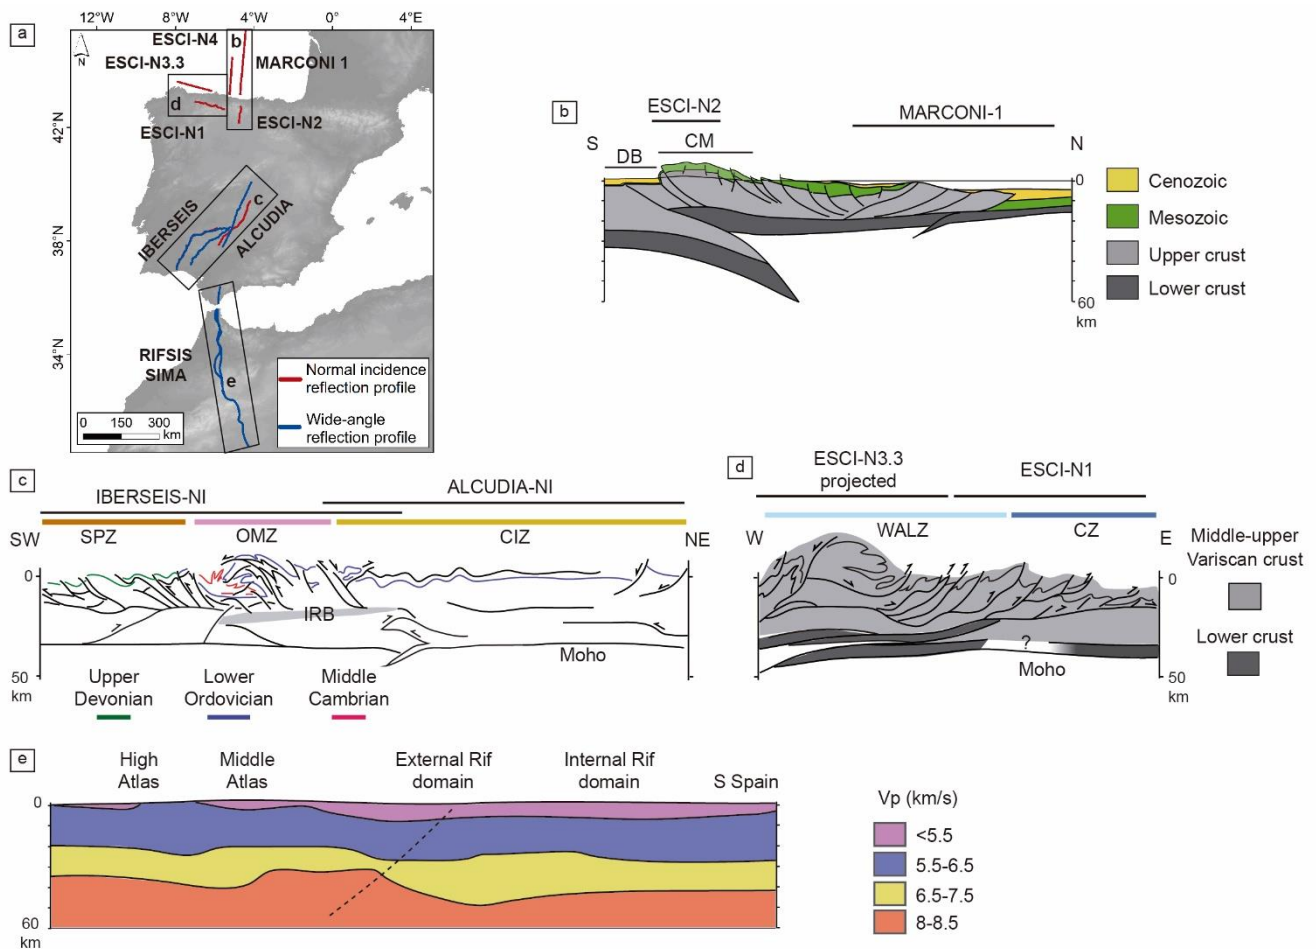 a
12°W 8°W 4°W 0° 4°E
N
ESCI-N4
b
ESCI-N3.3
MARCONI 1
d
ESCI-N1
ESCI-N2
42°N
38°N
34°N
IBERSEIS
c
ALCUDIA
RIFSIS
SIMA
e
Normal incidence
reflection profile
Wide-angle
reflection profile
0 150 300
km
b
ESCI-N2
MARCONI-1
S
CM
N
DB
0
60
km
Cenozoic
Mesozoic
Upper crust
Lower crust
c
IBERSEIS-NI
ALCUDIA-NI
SW
SPZ
OMZ
CIZ
NE
0
IRB
Moho
50
km
Upper
Devonian
Lower
Ordovician
Middle
Cambrian
d
ESCI-N3.3
projected
ESCI-N1
W
WALZ
CZ
E
0
?
Moho
50
km
Middle-upper
Variscan crust
Lower crust
e
High
Atlas
Middle
Atlas
External Rif
domain
Internal Rif
domain
S Spain
0
60
km
Vp (km/s)
<5.5
5.5-6.5
6.5-7.5
8-8.5